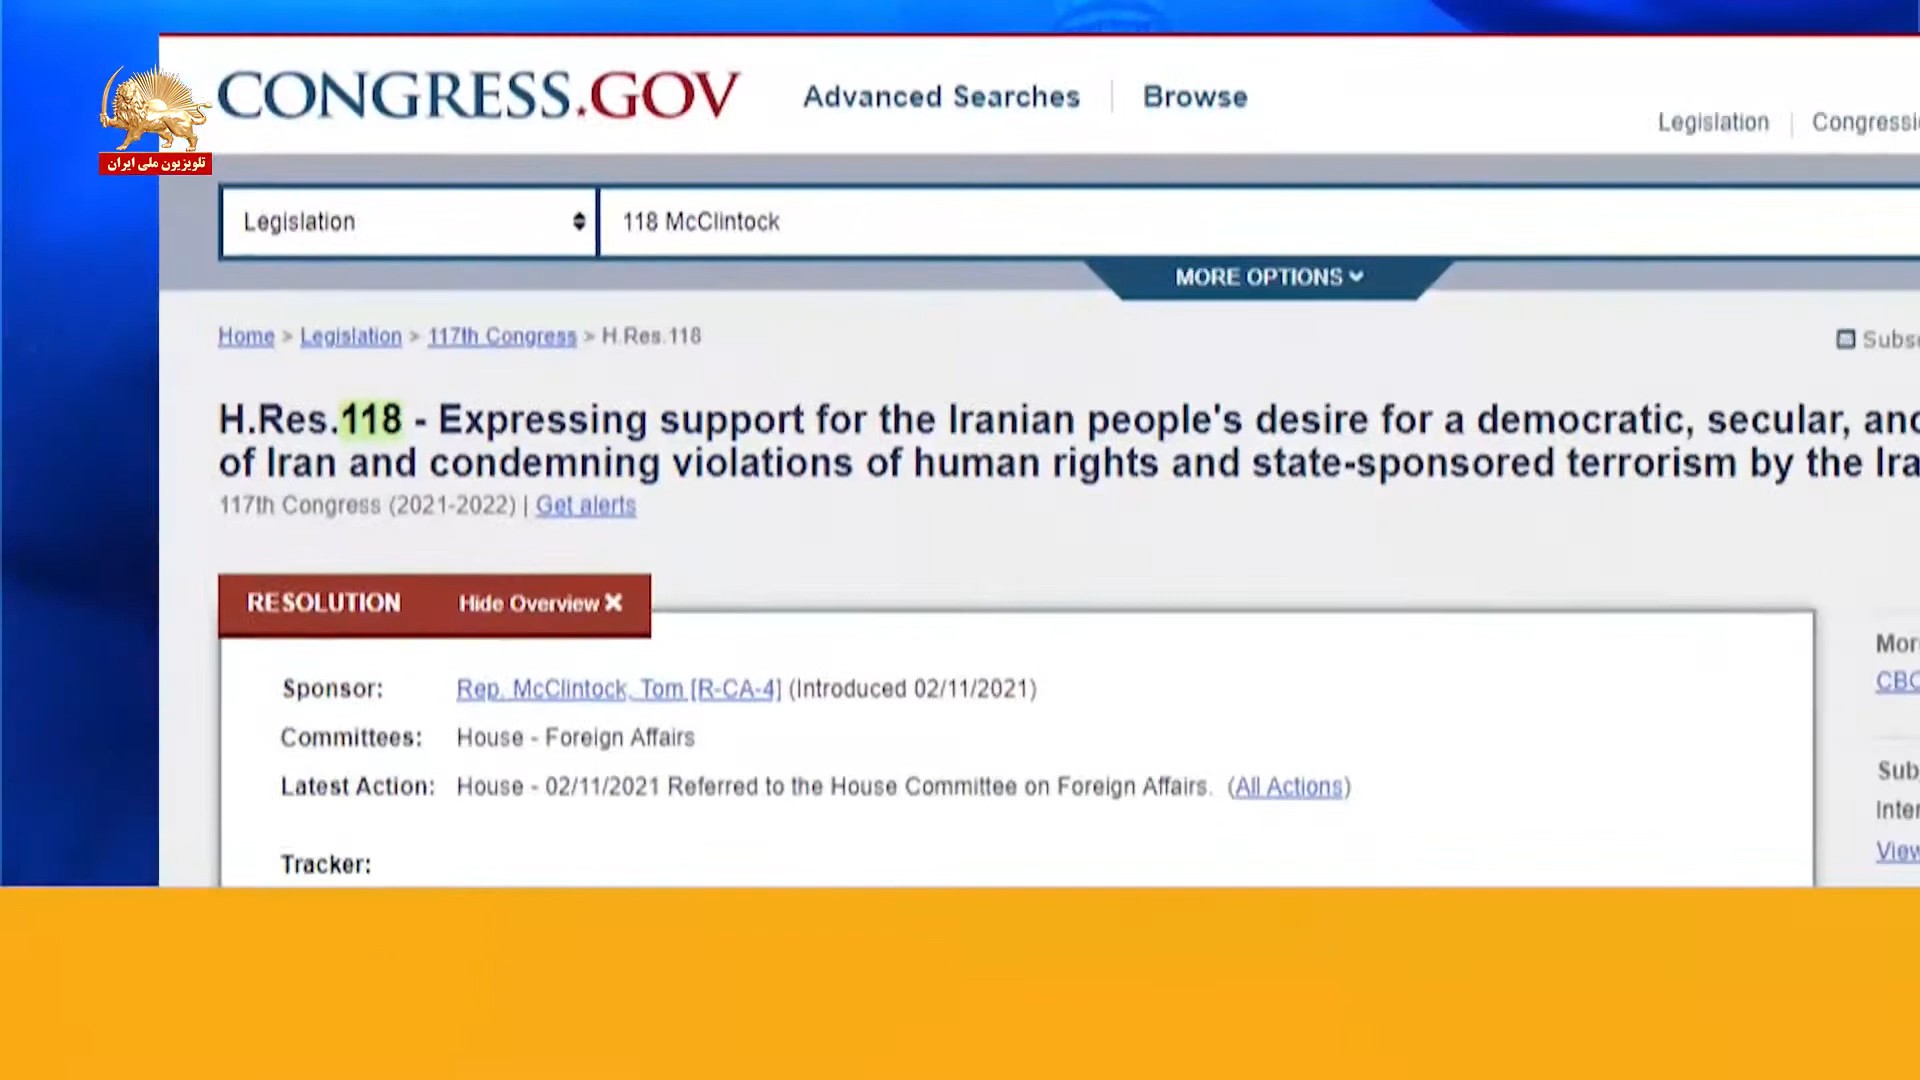 CONGRESS.GOV
Advanced Searches
Browse
Legislation
تلویزیون ملی ایران
Legislation
118 McClintock
MORE OPTIONS
Home > Legislation > 117th Congress > H.Res.118
H.Res.118 - Expressing support for the Iranian people's desire for a democratic, secular,
of Iran and condemning violations of human rights and state-sponsored terrorism by the
117th Congress (2021-2022) | Get alerts
RESOLUTION
Hide Overview
Sponsor: Rep. McClintock, Tom [R-CA-4] (Introduced 02/11/2021)
Committees: House - Foreign Affairs
Latest Action: House - 02/11/2021 Referred to the House Committee on Foreign Affairs. (All Actions)
Tracker: